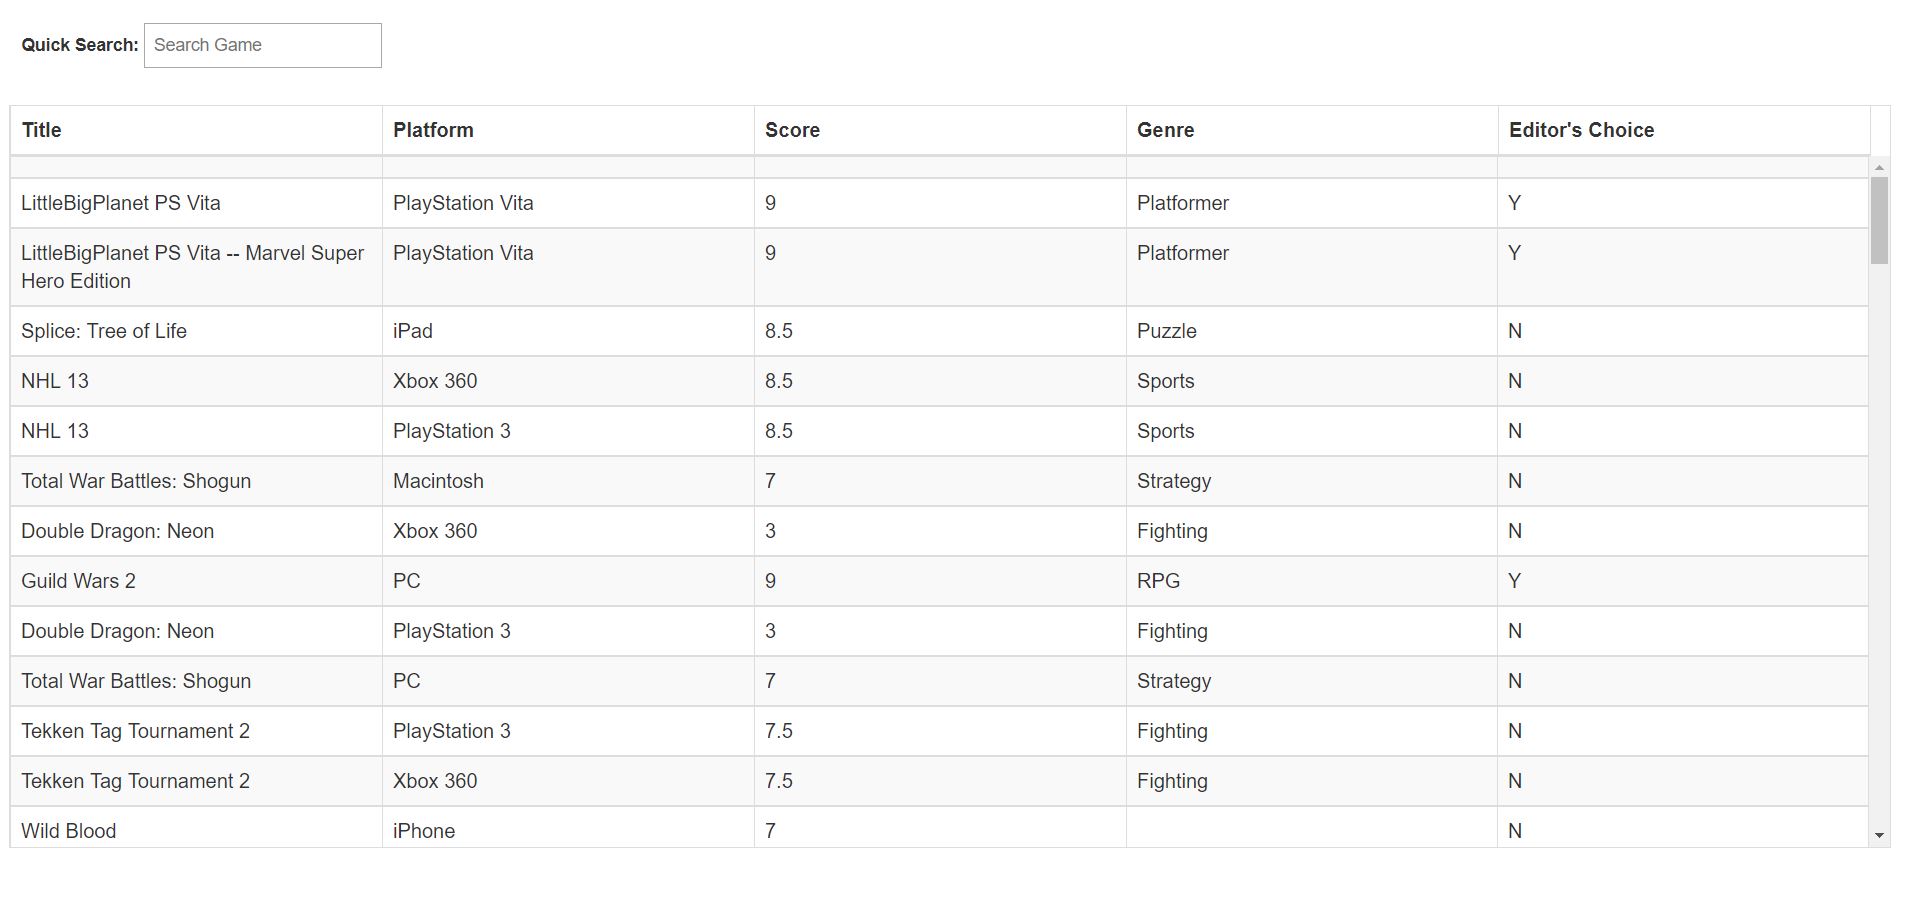 Quick Search: Search Game
Title Platform Score Genre Editor's Choice
LittleBigPlanet PS Vita PlayStation Vita 9 Platformer Y
LittleBigPlanet PS Vita -- Marvel Super PlayStation Vita 9 Platformer Y
Hero Edition
Splice: Tree of Life iPad 8.5 Puzzle N
NHL 13 Xbox 360 8.5 Sports N
NHL 13 PlayStation 3 8.5 Sports N
Total War Battles: Shogun Macintosh 7 Strategy N
Double Dragon: Neon Xbox 360 3 Fighting N
Guild Wars 2 PC 9 RPG Y
Double Dragon: Neon PlayStation 3 3 Fighting N
Total War Battles: Shogun PC 7 Strategy N
Tekken Tag Tournament 2 PlayStation 3 7.5 Fighting N
Tekken Tag Tournament 2 Xbox 360 7.5 Fighting N
Wild Blood iPhone 7 N